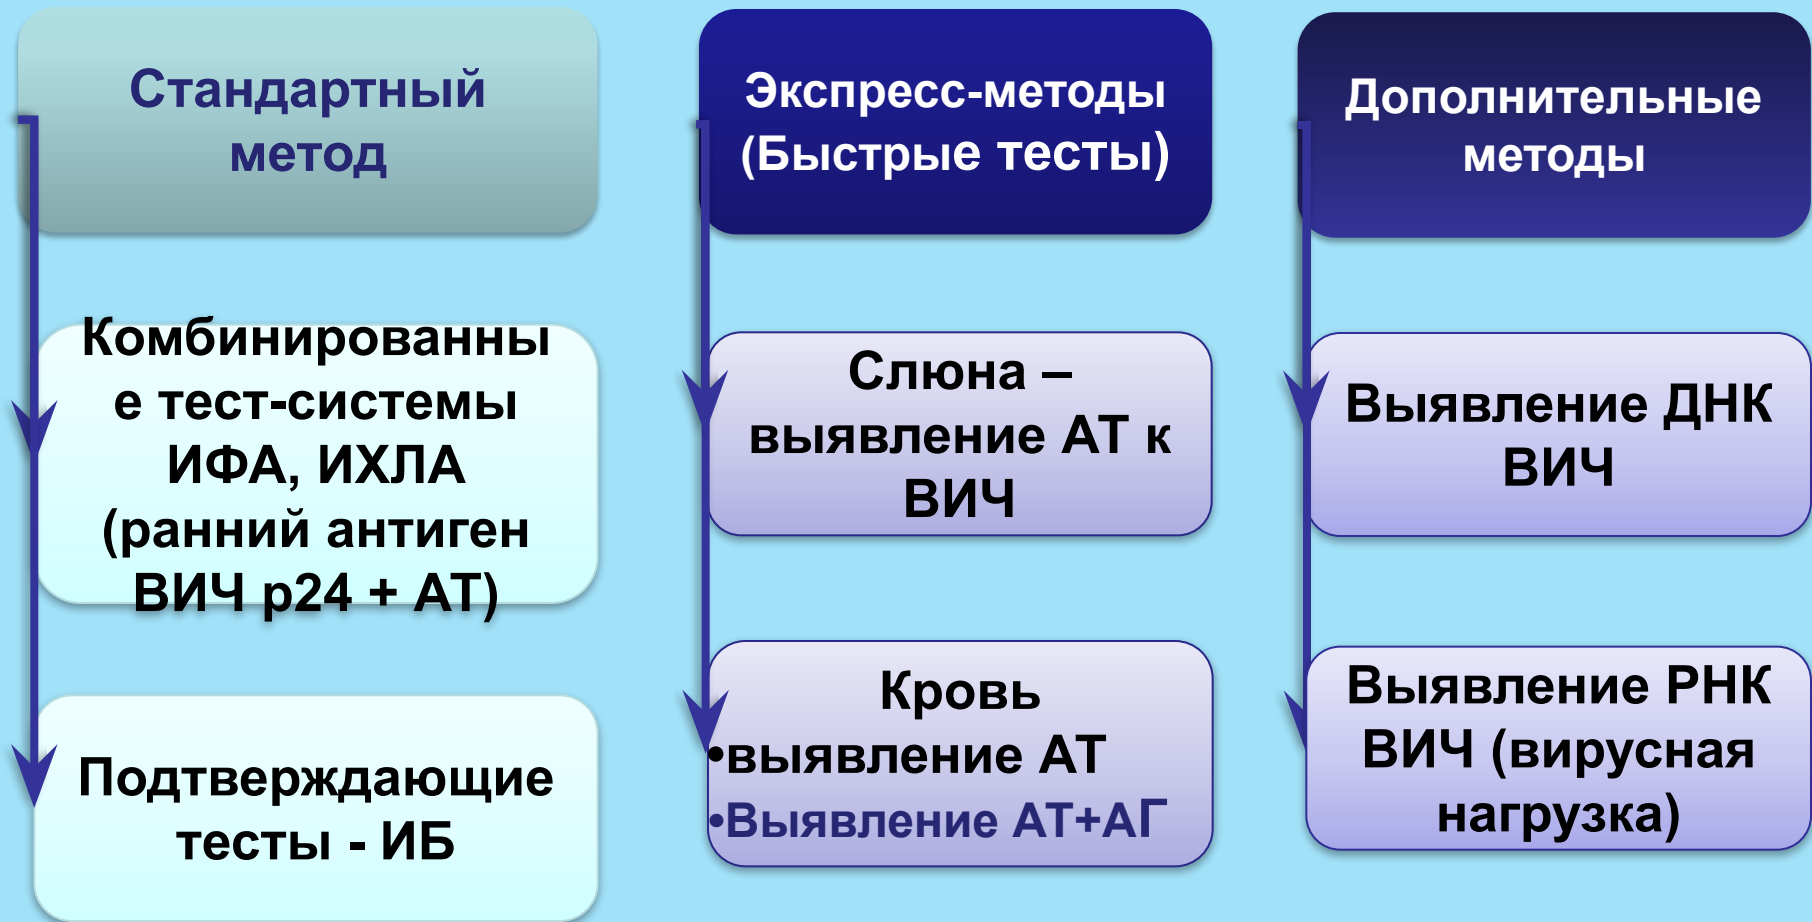 Стандартный
метод
Комбинированны
е тест-системы
ИФА, ИХЛА
(ранний антиген
ВИЧ р24 + АТ)
Подтверждающие
тесты - ИБ
Экспресс-методы
(Быстрые тесты)
Слюна –
выявление АТ к
ВИЧ
Кровь
•выявление АТ
•Выявление АТ+АГ
Дополнительные
методы
Выявление ДНК
ВИЧ
Выявление РНК
ВИЧ (вирусная
нагрузка)